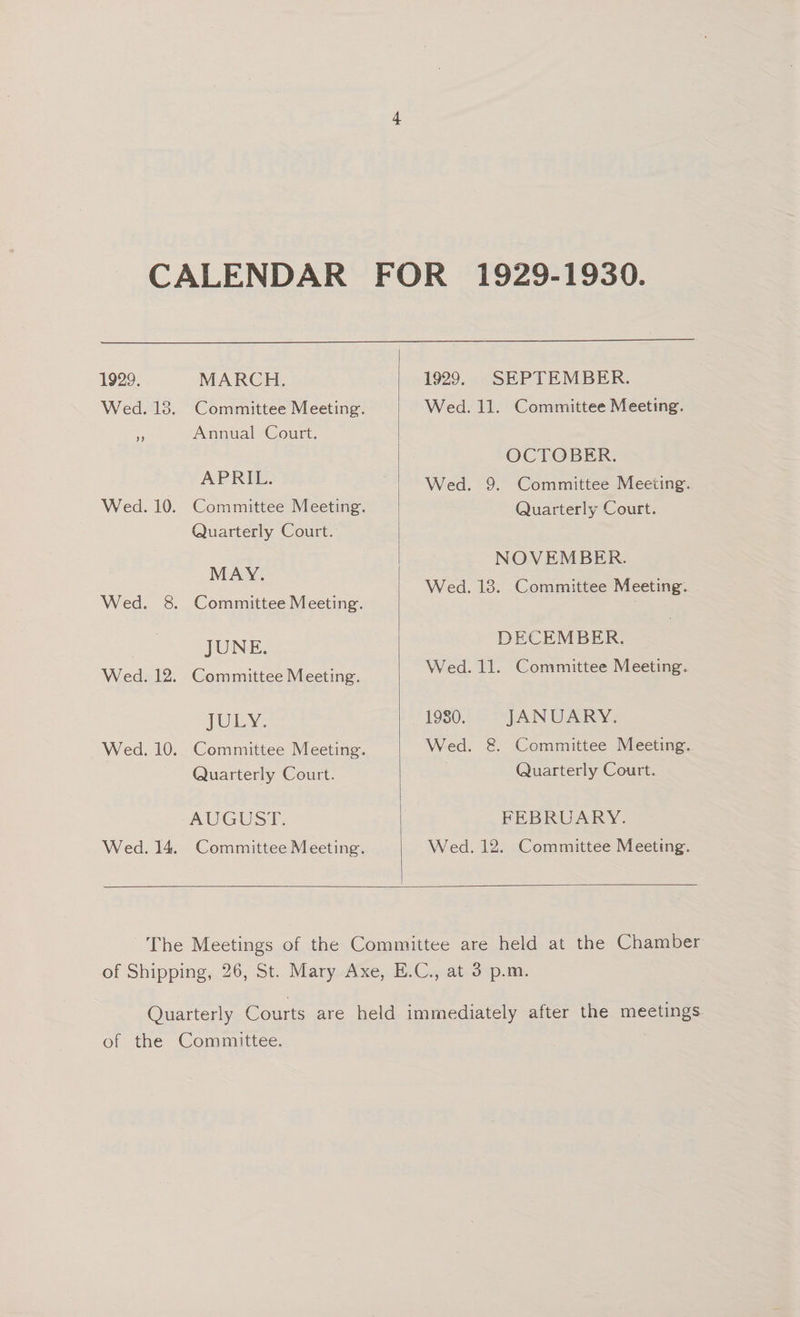 4
CALENDAR FOR 1929-1930.
1929. MARCH.
Wed. 13. Committee Meeting.
,, Annual Court.
APRIL.
Wed. 10. Committee Meeting.
Quarterly Court.
MAY.
Wed. 8. Committee Meeting.
JUNE.
Wed. 12. Committee Meeting.
JULY.
Wed. 10. Committee Meeting.
Quarterly Court.
AUGUST.
Wed. 14. Committee Meeting.
1929. SEPTEMBER.
Wed. 11. Committee Meeting.
OCTOBER.
Wed. 9. Committee Meeting.
Quarterly Court.
NOVEMBER.
Wed. 13. Committee Meeting.
DECEMBER.
Wed. 11. Committee Meeting.
1930. JANUARY.
Wed. 8. Committee Meeting.
Quarterly Court.
FEBRUARY.
Wed. 12. Committee Meeting.
The Meetings of the Committee are held at the Chamber
of Shipping, 26, St. Mary Axe, E.C., at 3 p.m.
Quarterly Courts are held immediately after the meetings
of the Committee.